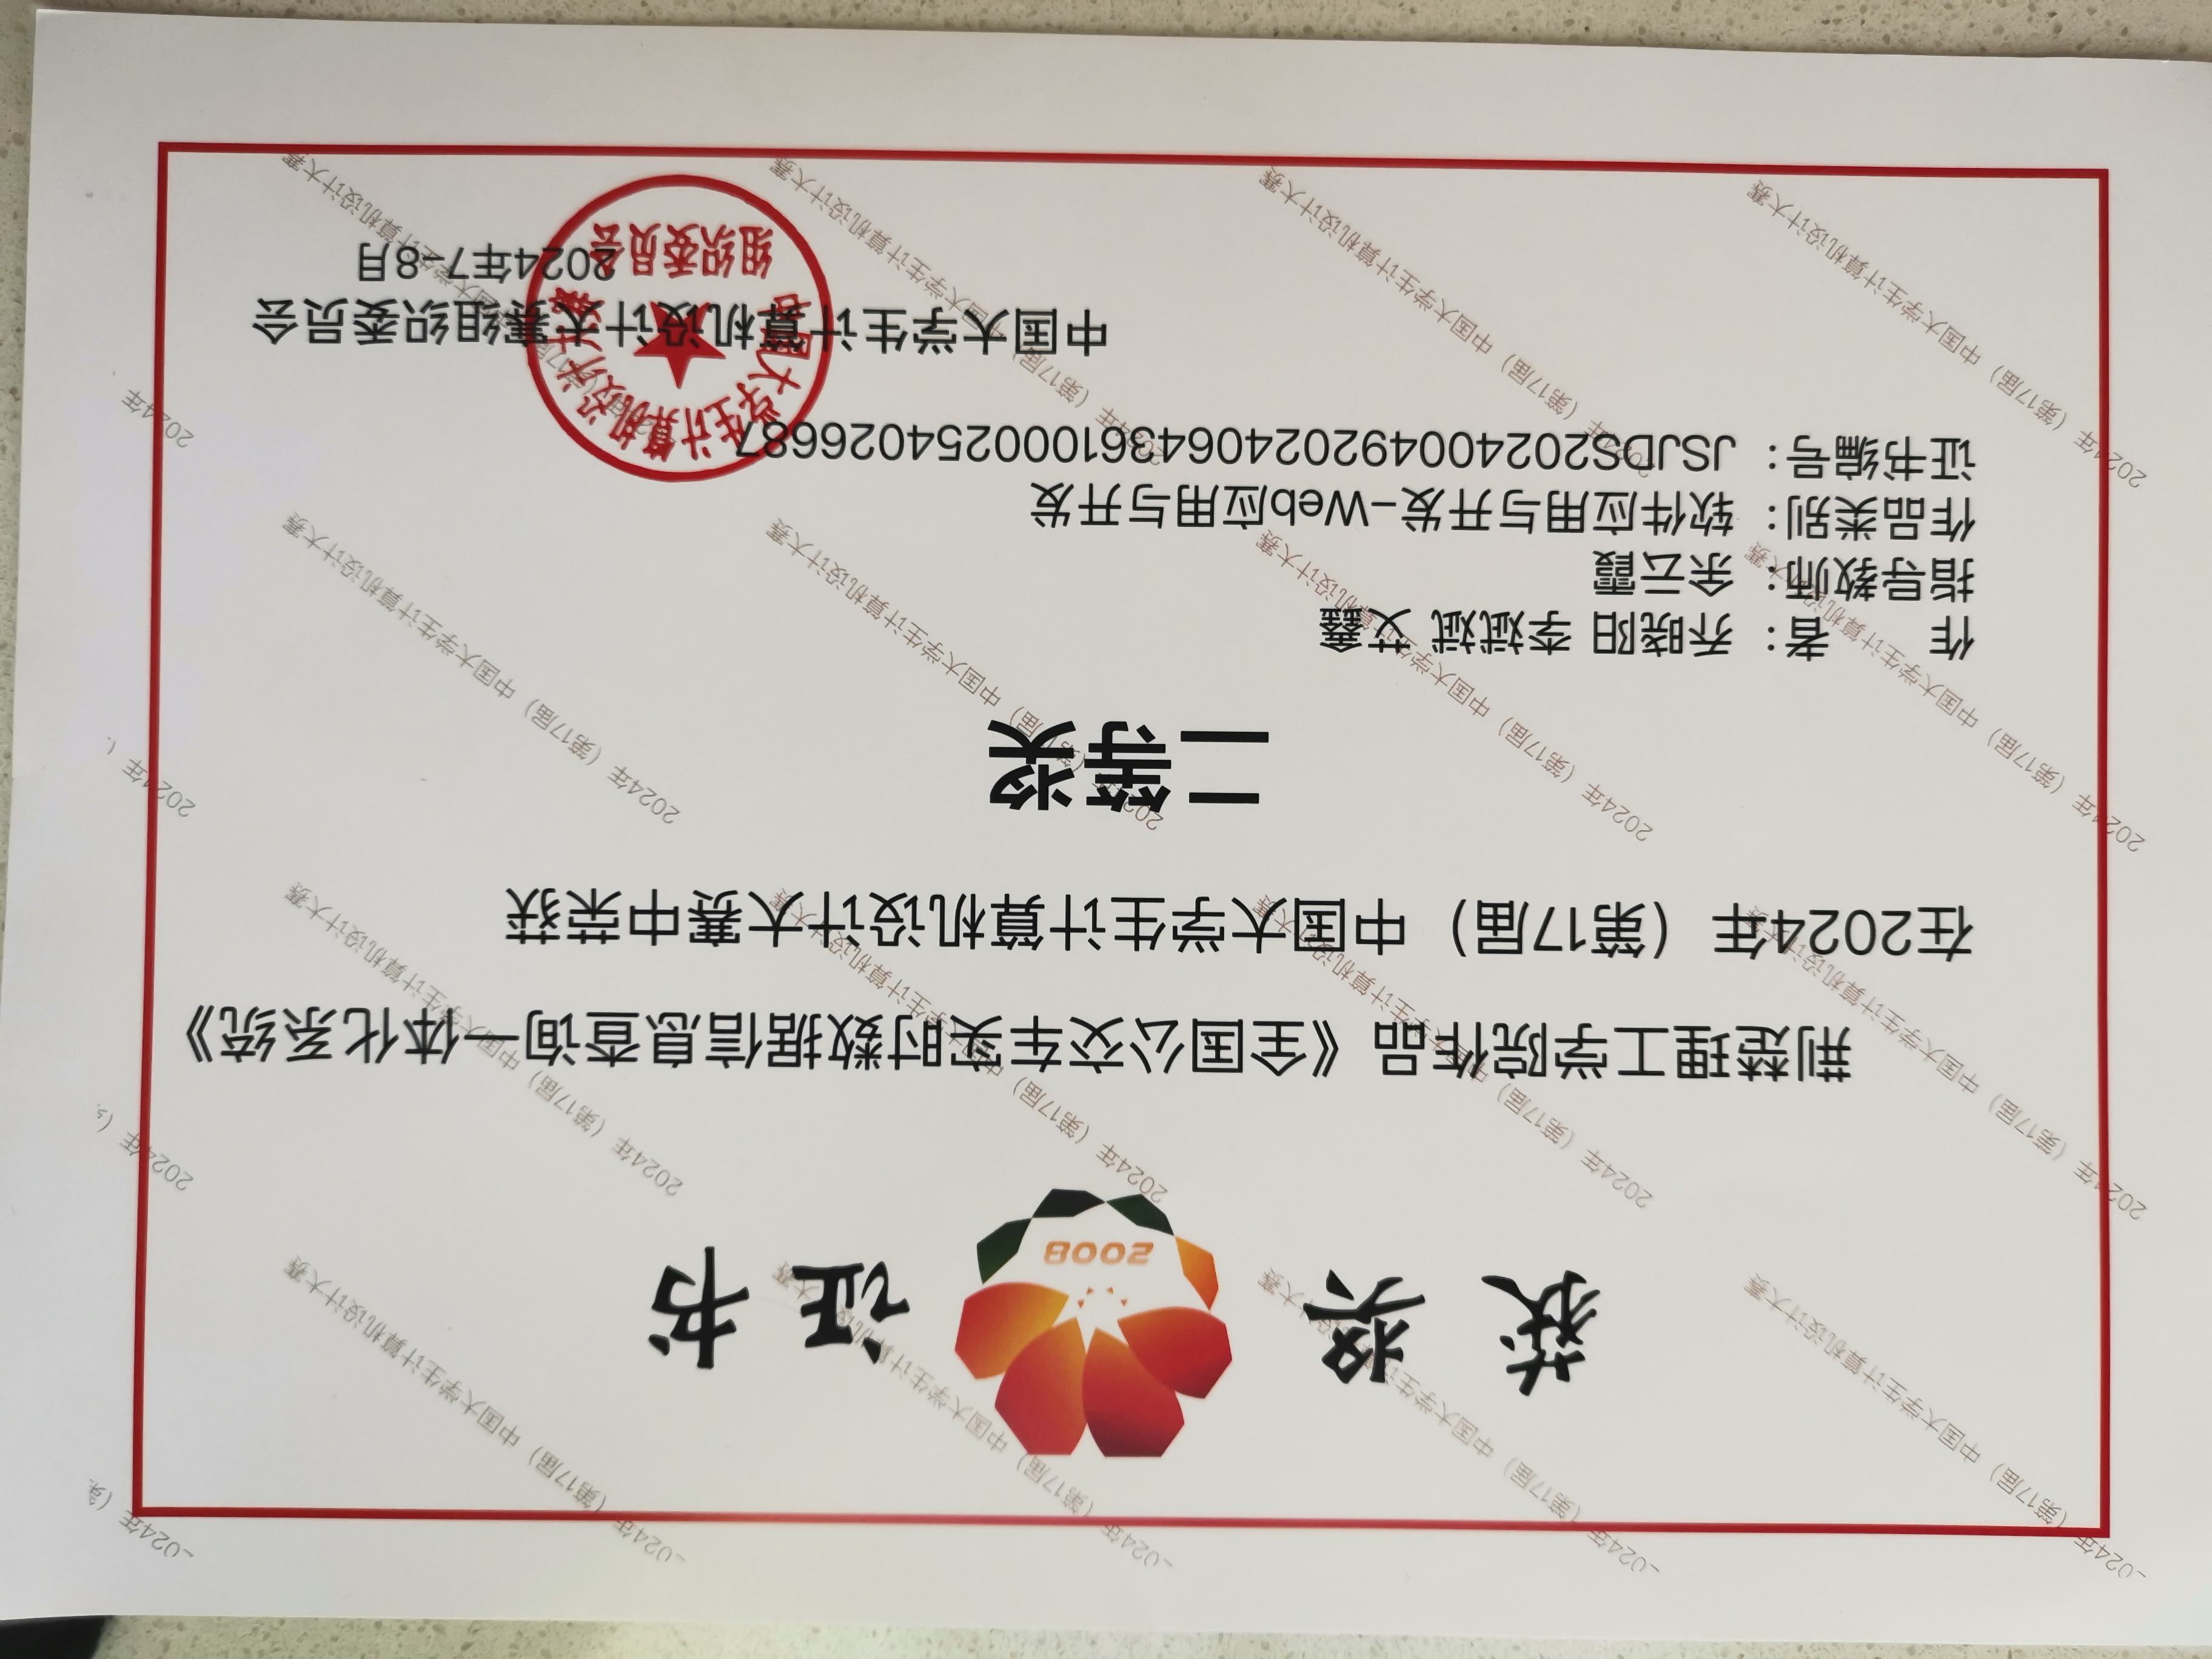 获奖证书
2008
荆楚理工学院作品《全国公交车实时数据信息查询一体化系统》
在2024年（第17届）中国大学生计算机设计大赛中荣获
二等奖
作　　者：乔晓阳 李斌斌 艾鑫
指导教师：余云霞
作品类别：软件应用与开发-Web应用与开发
证书编号：JSJDS202400492024064361000254026687
中国大学生计算机设计大赛组织委员会
2024年7-8月
中国大学生计算机设计大赛
组织委员会
2024年（第17届）中国大学生计算机设计大赛